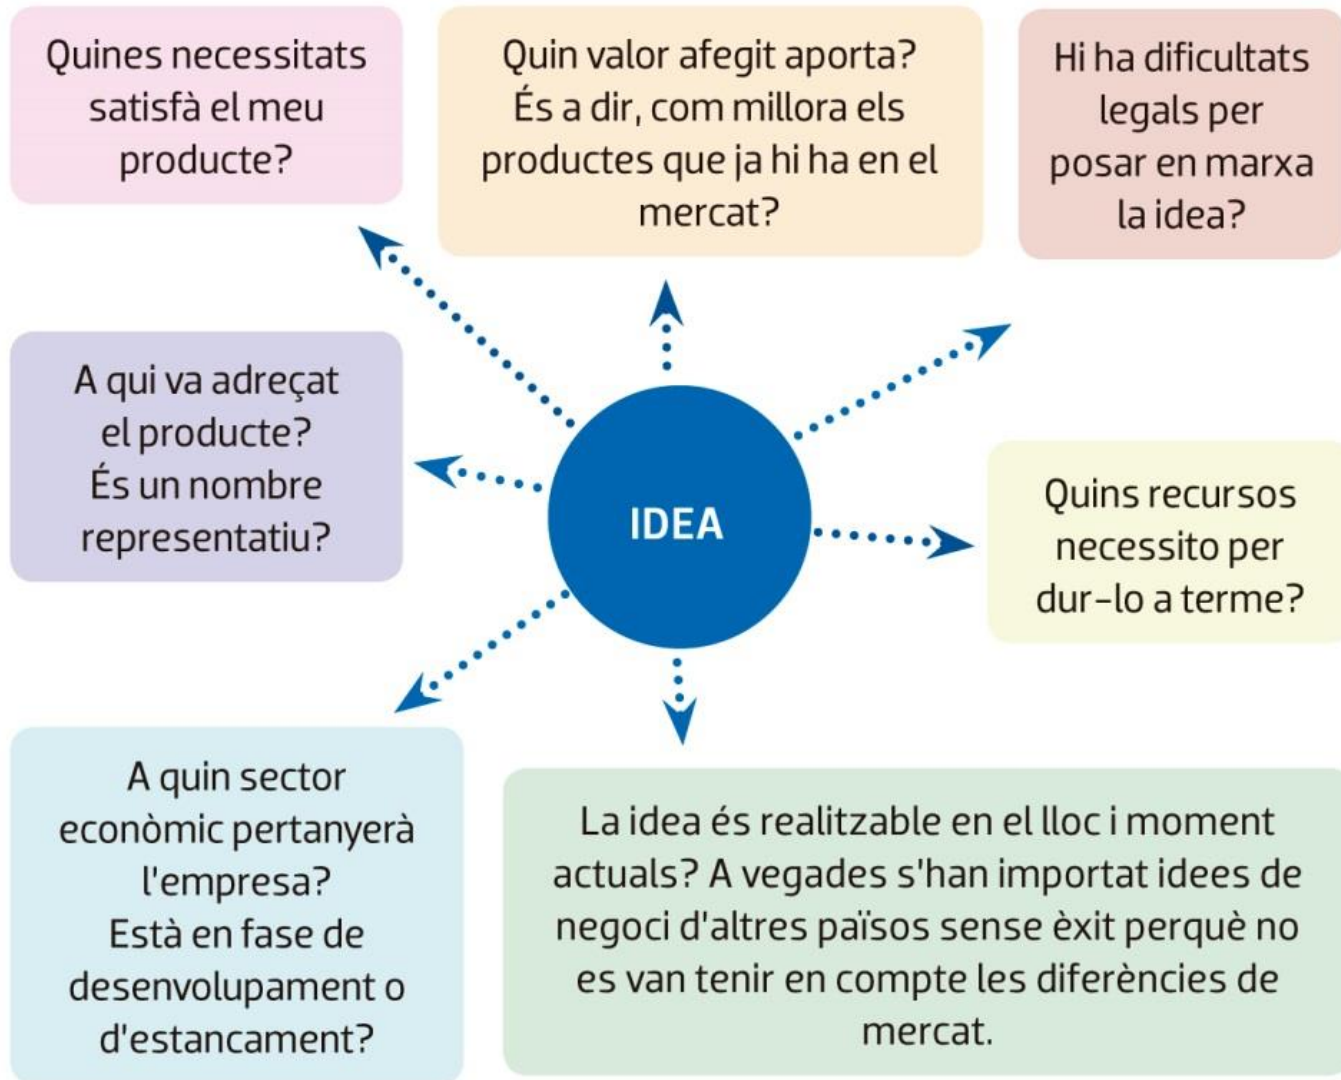 Quines necessitats
satisfà el meu
producte?
Quin valor afegit aporta?
És a dir, com millora els
productes que ja hi ha en el
mercat?
Hi ha dificultats
legals per
posar en marxa
la idea?
A qui va adreçat
el producte?
És un nombre
representatiu?
IDEA
Quins recursos
necessito per
dur-lo a terme?
A quin sector
econòmic pertanyerà
l'empresa?
Està en fase de
desenvolupament o
d'estancament?
La idea és realitzable en el lloc i moment
actuals? A vegades s'han importat idees de
negoci d'altres països sense èxit perquè no
es van tenir en compte les diferències de
mercat.